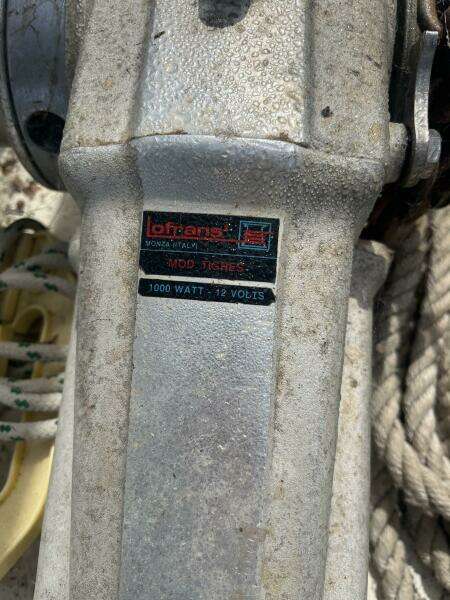 Lofrans'
MONZA (ITALY)
MOD TIGRES
1000 WATT - 12 VOLTS